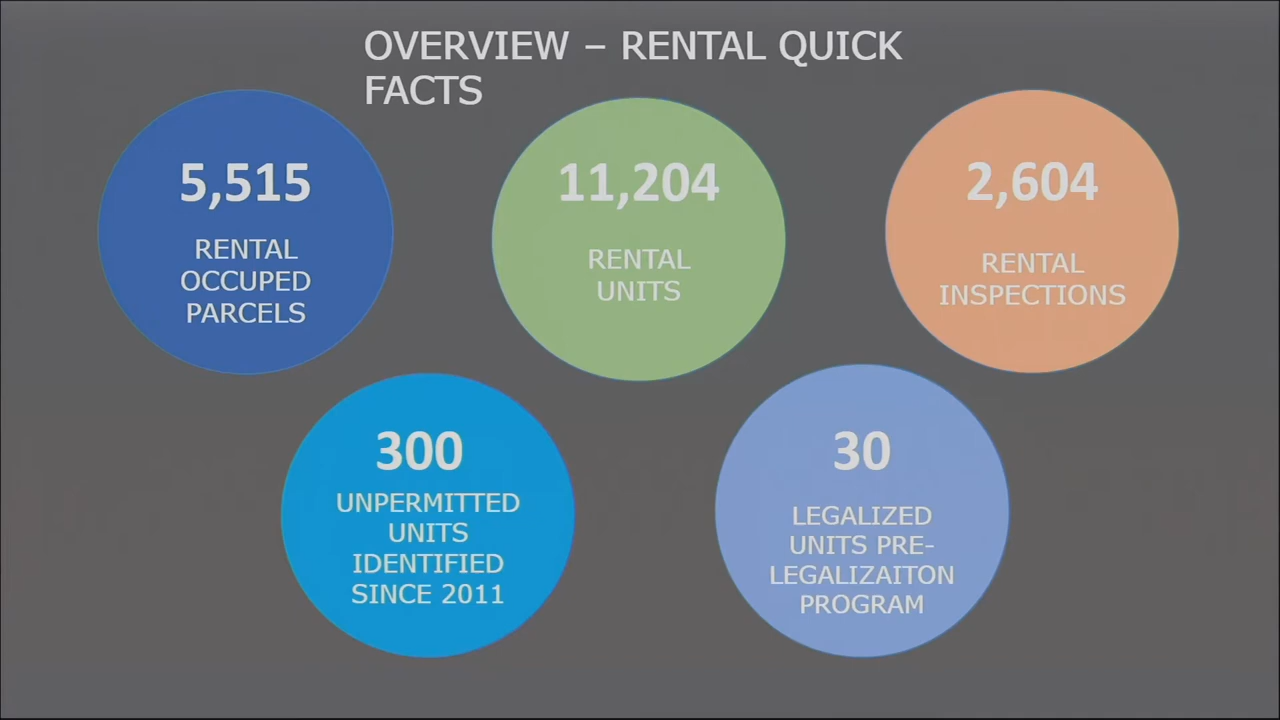 OVERVIEW – RENTAL QUICK
FACTS
5,515
RENTAL
OCCUPED
PARCELS
11,204
RENTAL
UNITS
2,604
RENTAL
INSPECTIONS
300
UNPERMITTED
UNITS
IDENTIFIED
SINCE 2011
30
LEGALIZED
UNITS PRE-
LEGALIZAITON
PROGRAM